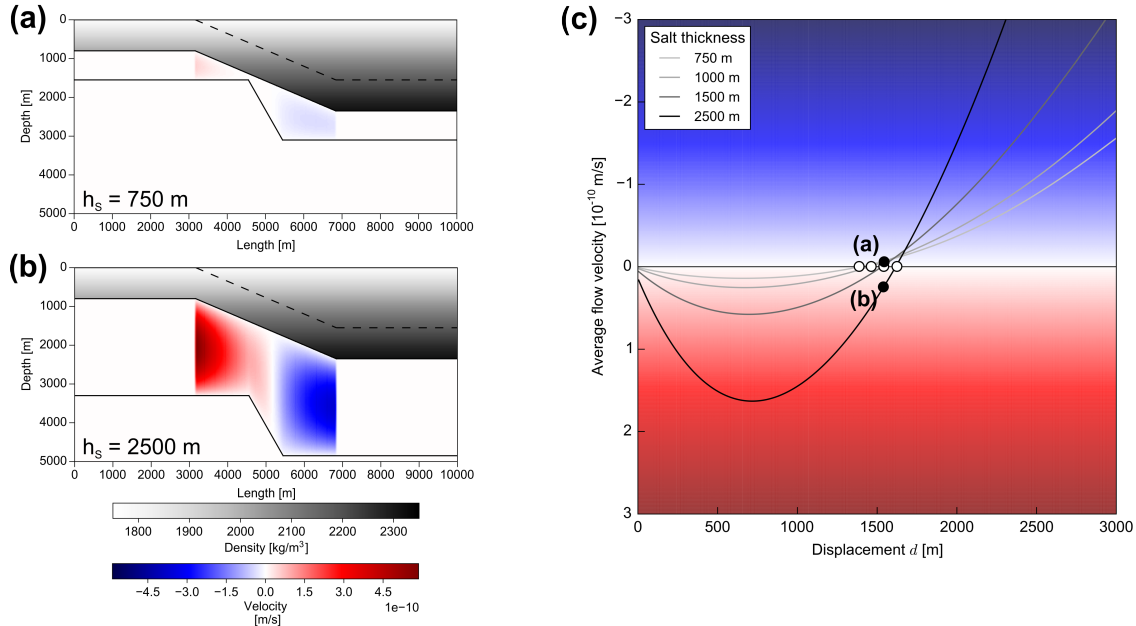 (a)
0
1000
2000
3000
4000
5000
Depth [m]
hS = 750 m
0 1000 2000 3000 4000 5000 6000 7000 8000 9000 10000
Length [m]
(b)
0
1000
2000
3000
4000
5000
Depth [m]
hS = 2500 m
0 1000 2000 3000 4000 5000 6000 7000 8000 9000 10000
Length [m]
1800 1900 2000 2100 2200 2300
Density [kg/m³]
−4.5 −3.0 −1.5 0.0 1.5 3.0 4.5
Velocity
[m/s]
1e−10
(c)
−3
−2
−1
0
1
2
3
Average flow velocity [10⁻¹⁰ m/s]
Salt thickness
750 m
1000 m
1500 m
2500 m
(a)
(b)
0 500 1000 1500 2000 2500 3000
Displacement d [m]